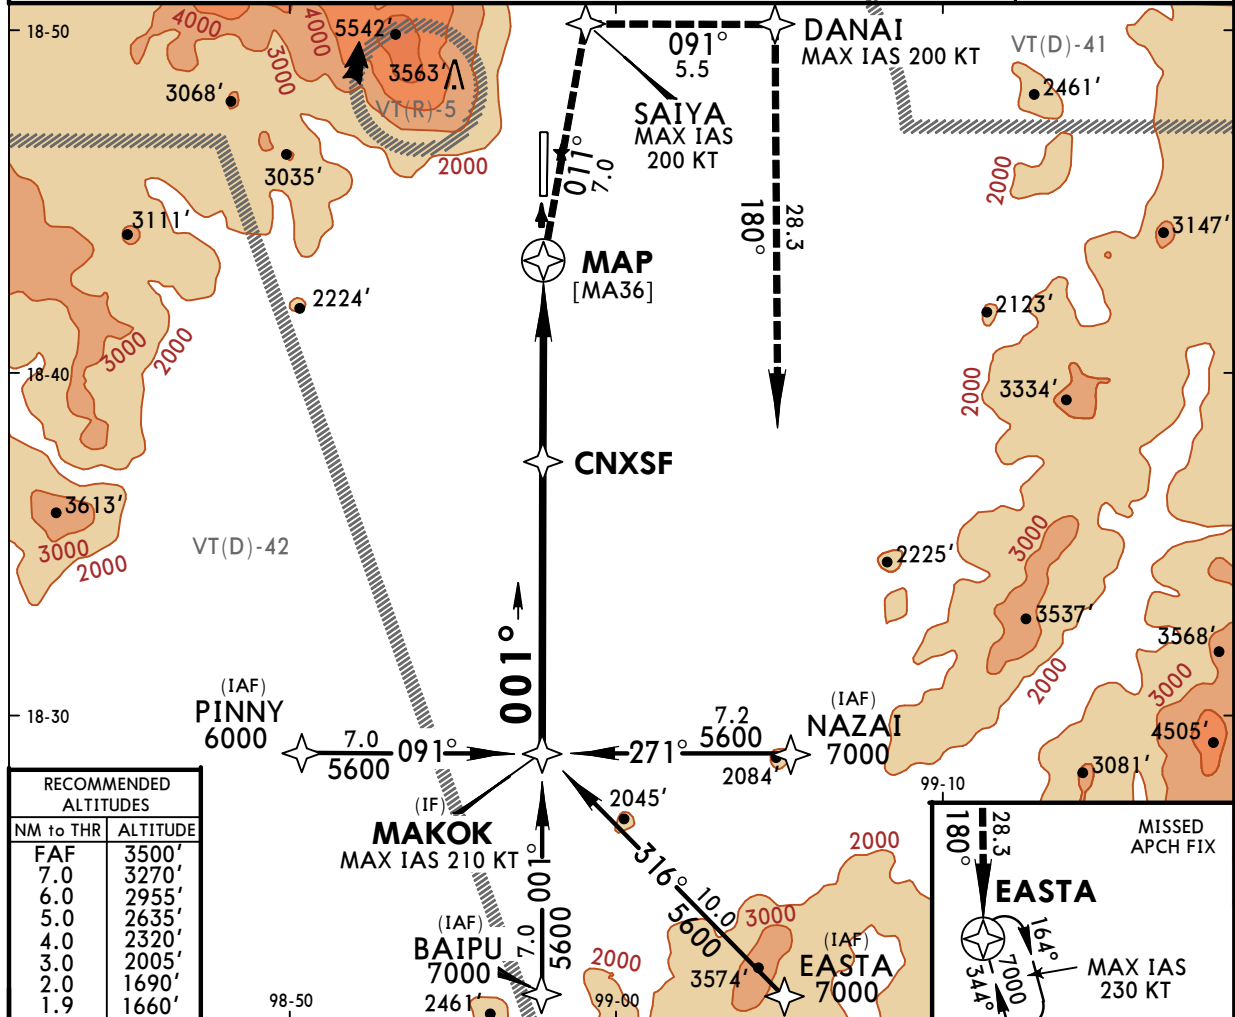 18-50
4000
4000
5542'
3000
3563'
VT(R)-5
3068'
3035'
2000
091°
5.5
DANAI
MAX IAS 200 KT
SAIYA
MAX IAS
200 KT
011°
7.0
VT(D)-41
2461'
2000
3111'
3147'
180°
28.3
MAP
[MA36]
2224'
2123'
3000
2000
18-40
2000
3334'
CNXSF
3613'
3000
2000
VT(D)-42
3000
2225'
3537'
3568'
2000
3000
001°
18-30
(IAF)
PINNY
6000
7.0
091°
5600
7.2
271°
5600
2084'
(IAF)
NAZAI
7000
4505'
3081'
99-10
(IF)
MAKOK
MAX IAS 210 KT
2045'
316°
10.0
5600
2000
001°
7.0
5600
(IAF)
BAIPU
7000
2461'
2000
3000
3574'
(IAF)
EASTA
7000
98-50
99-00
RECOMMENDED
ALTITUDES
NM to THR ALTITUDE
FAF 3500'
7.0 3270'
6.0 2955'
5.0 2635'
4.0 2320'
3.0 2005'
2.0 1690'
1.9 1660'
180°
28.3
MISSED
APCH FIX
EASTA
164°
7000
344°
MAX IAS
230 KT